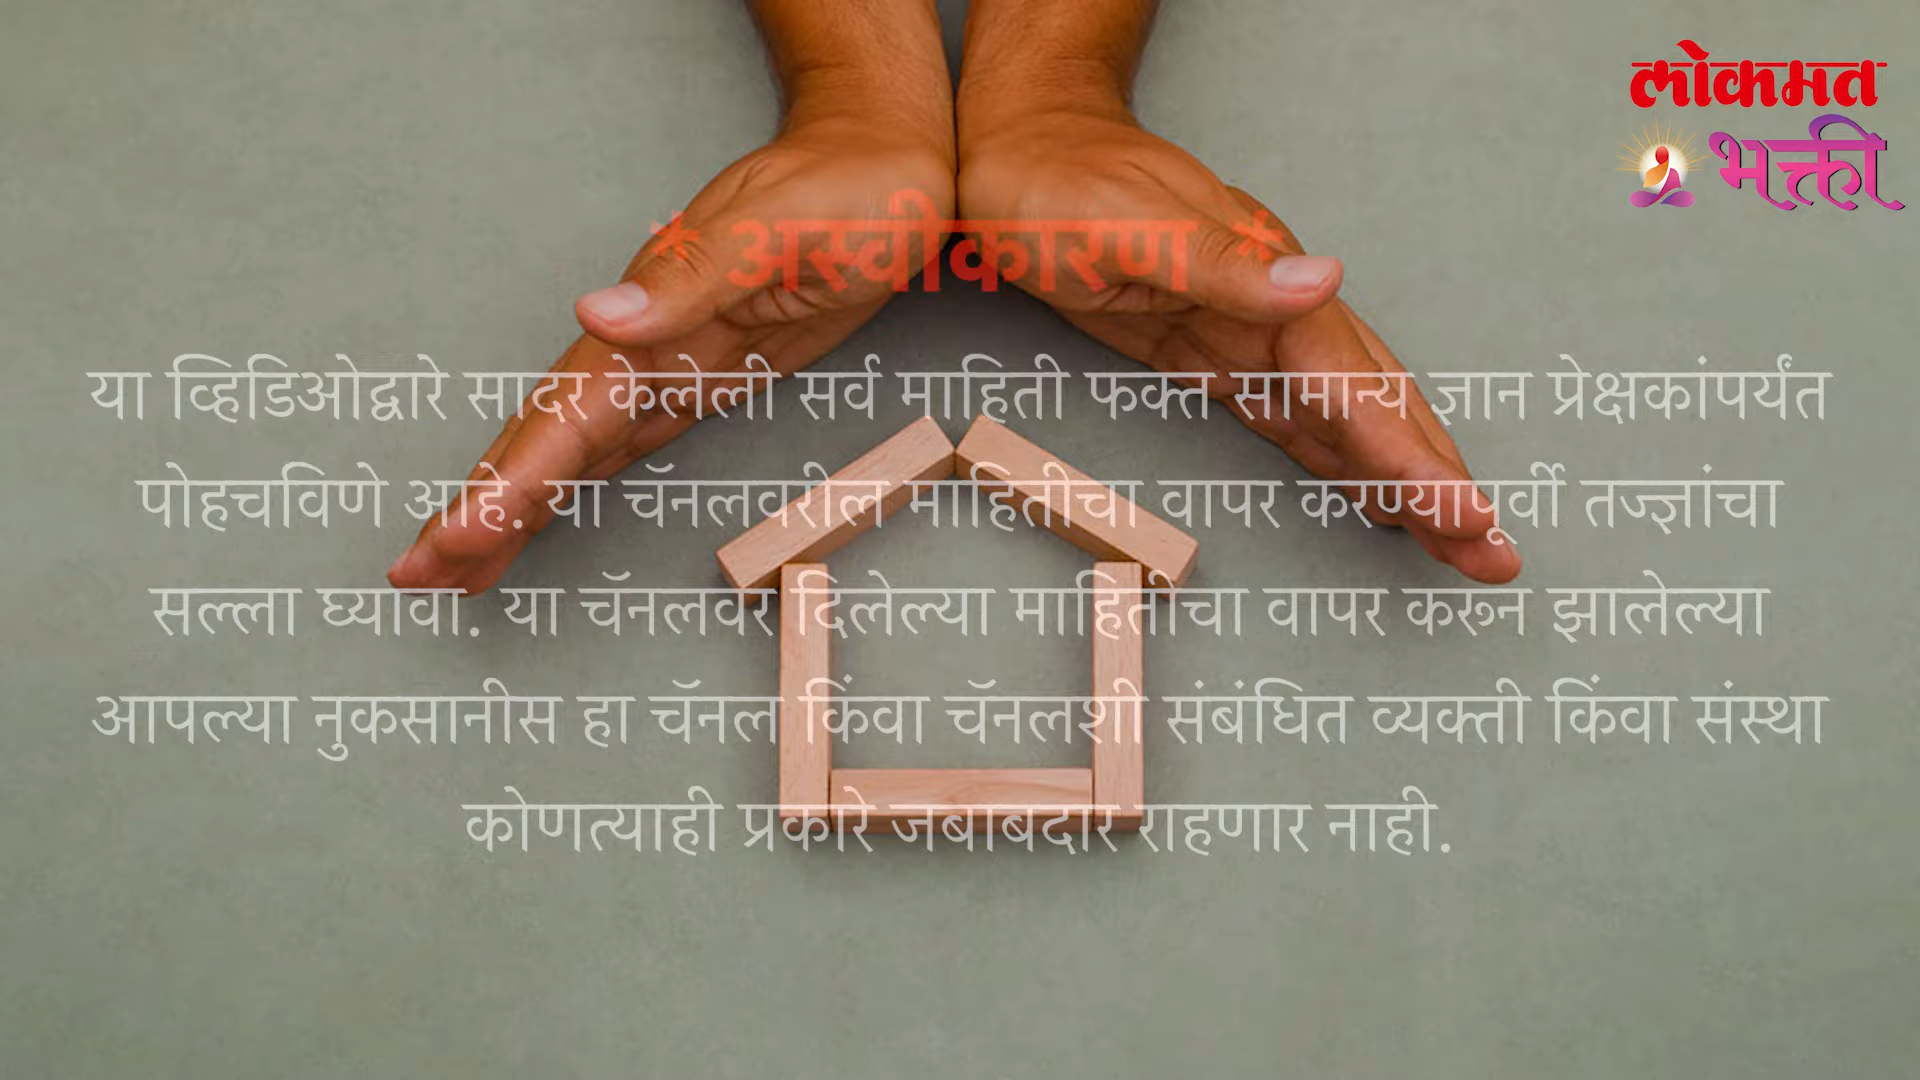 लोकमत
भक्ती
* अस्वीकारण *
या व्हिडिओद्वारे सादर केलेली सर्व माहिती फक्त सामान्य ज्ञान प्रेक्षकांपर्यंत
पोहचविणे आहे. या चॅनलवरील माहितीचा वापर करण्यापूर्वी तज्ज्ञांचा
सल्ला घ्यावा. या चॅनलवर दिलेल्या माहितीचा वापर करून झालेल्या
आपल्या नुकसानीस हा चॅनल किंवा चॅनलशी संबंधित व्यक्ती किंवा संस्था
कोणत्याही प्रकारे जबाबदार राहणार नाही.